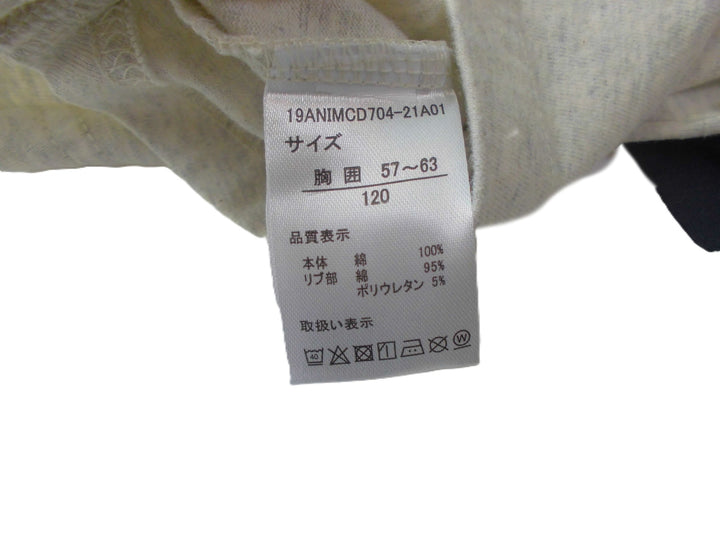 19ANIMCD704-21A01
サイズ
胸 囲 57～63
120
品質表示
本体 綿 100%
リブ部 綿 95%
ポリウレタン 5%
取扱い表示
40
W